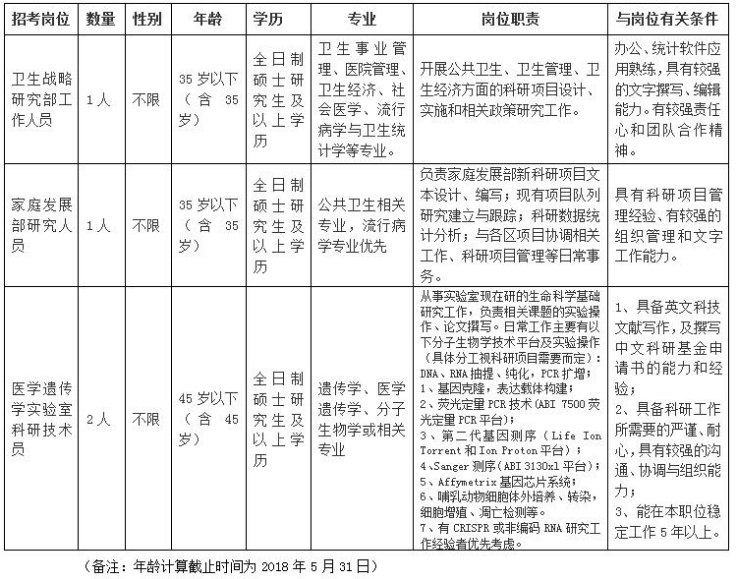 招考岗位 数量 性别 年龄 学历 专业 岗位职责 与岗位有关条件
卫生战略
研究部工
作人员
1人
不限
35岁以下
（含 35
岁）
全日制
硕士研
究生及
以上学
历
卫生事业管
理、医院管理、
卫生经济、社
会医学、流行
病学与卫生统
计学等专业。
开展公共卫生、卫生管理、卫
生经济方面的科研项目设计、
实施和相关政策研究工作。
办公、统计软件应
用熟练，具有较强
的文字撰写、编辑
能力。有较强责任
心和团队合作精
神。
家庭发展
部研究人
员
1人
不限
35岁以下
（含 35
岁）
全日制
硕士研
究生及
以上学
历
公共卫生相关
专业，流行病
学专业优先
负责家庭发展部新科研项目文
本设计、编写；现有项目队列
研究建立与跟踪；科研数据统
计分析；与各区项目协调相关
工作、科研项目管理等日常事
务。
具有科研项目管
理经验、有较强的
组织管理和文字
工作能力。
医学遗传
学实验室
科研技术
员
2人
不限
45岁以下
（含 45
岁）
全日制
硕士研
究生及
以上学
历
遗传学、医学
遗传学、分子
生物学或相关
专业
从事实验室现在研的生命科学基础
研究工作，负责相关课题的实验操
作、论文撰写。日常工作主要有以
下分子生物学技术平台及实验操作
（具体分工视科研项目需要而定）：
DNA、RNA抽提、纯化，PCR扩增；
1、基因克隆，表达载体构建；
2、荧光定量PCR技术(ABI 7500荧
光定量PCR平台)；
3、第二代基因测序（Life Ion
Torrent和Ion Proton平台）；
4、Sanger测序(ABI 3130xl平台)；
5、Affymetrix基因芯片系统；
6、哺乳动物细胞体外培养、转染，
细胞增殖、凋亡检测等。
7、有CRISPR或非编码RNA研究工
作经验者优先考虑。
1、具备英文科技
文献写作，及撰写
中文科研基金申
请书的能力和经
验；
2、具备科研工作
所需要的严谨、耐
心，具有较强的沟
通、协调与组织能
力；
3、能在本职位稳
定工作5年以上。
（备注：年龄计算截止时间为2018年5月31日）